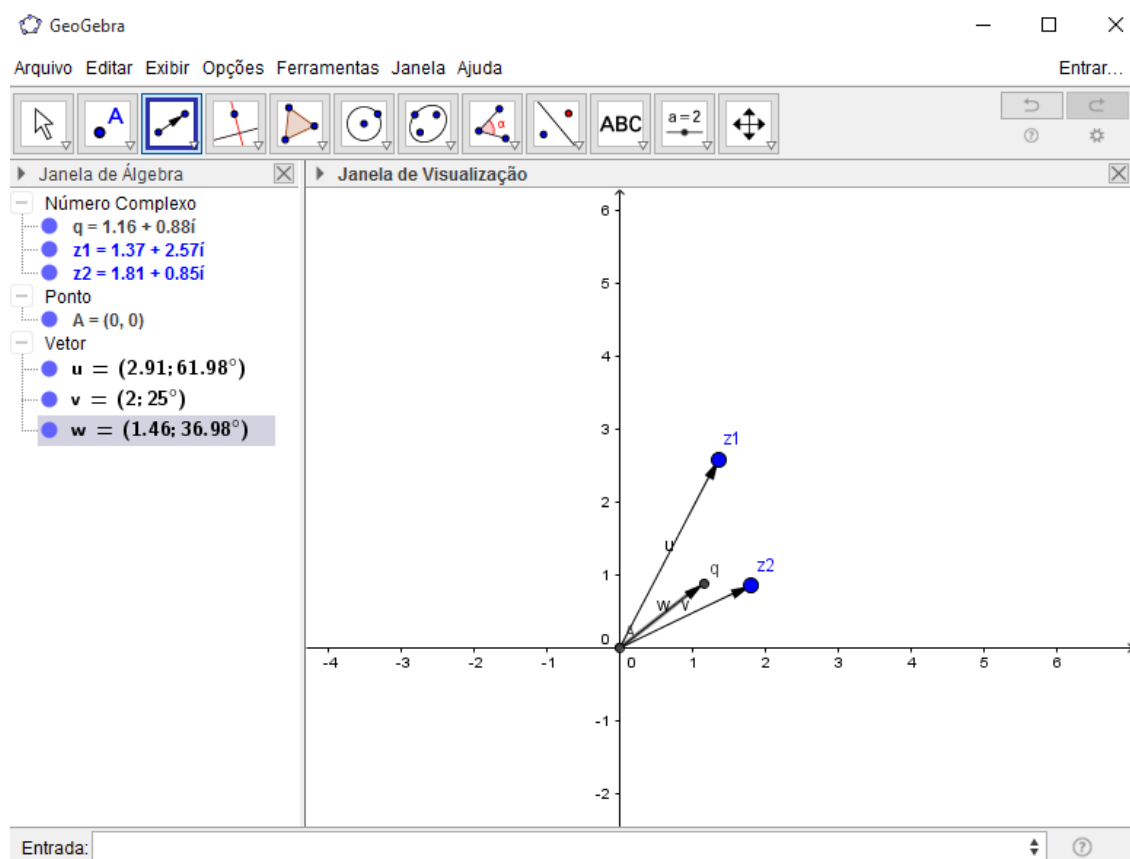 GeoGebra
Arquivo Editar Exibir Opções Ferramentas Janela Ajuda Entrar...
A α ABC a = 2
Janela de Álgebra
Número Complexo
q = 1.16 + 0.88í
z1 = 1.37 + 2.57í
z2 = 1.81 + 0.85í
Ponto
A = (0, 0)
Vetor
u = (2.91; 61.98°)
v = (2; 25°)
w = (1.46; 36.98°)
Janela de Visualização
6
5
4
3
z1
2
u
1
q
z2
w v
A
0
-4 -3 -2 -1 0 1 2 3 4 5 6
-1
-2
Entrada: